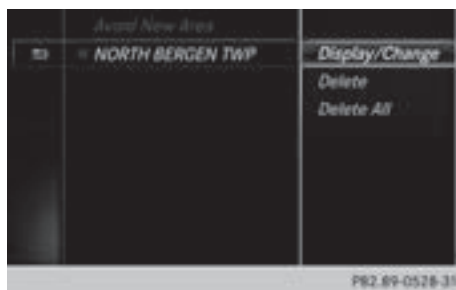 Avoid New Area
NORTH BERGEN TWP
Display/Change
Delete
Delete All
P82.89-0528-31